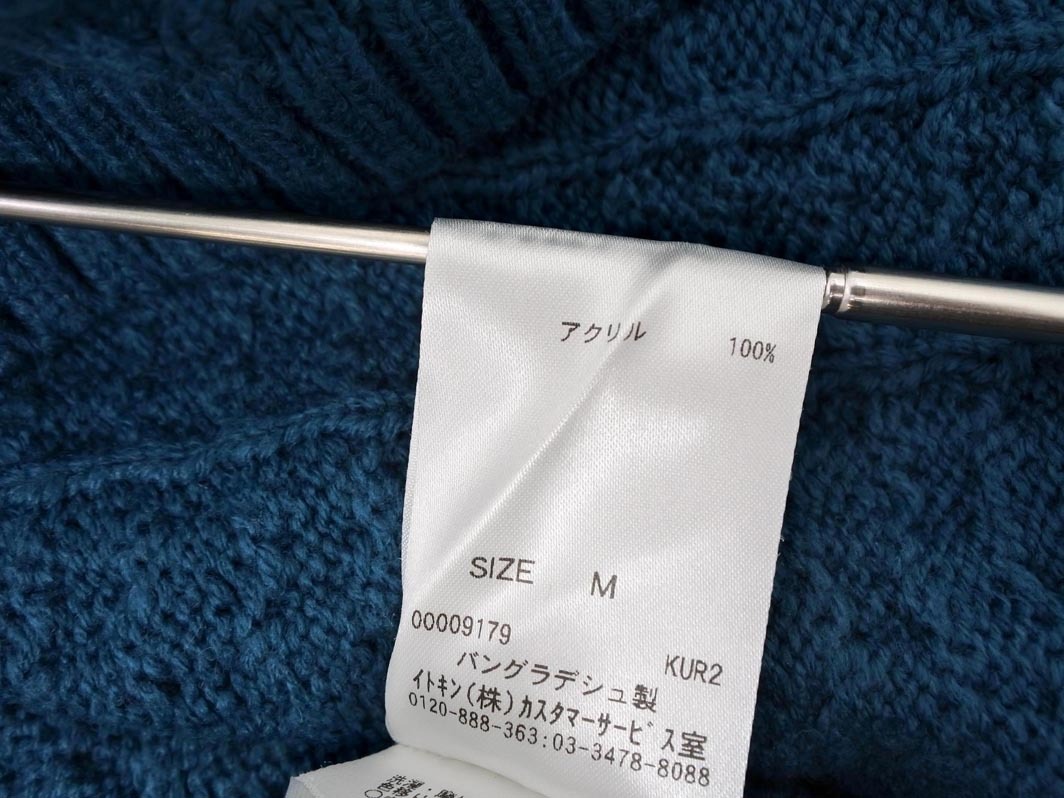 アクリル 100%
SIZE M
00009179
KUR2
バングラデシュ製
イトキン(株)カスタマーサービス室
0120-888-363:03-3478-8088